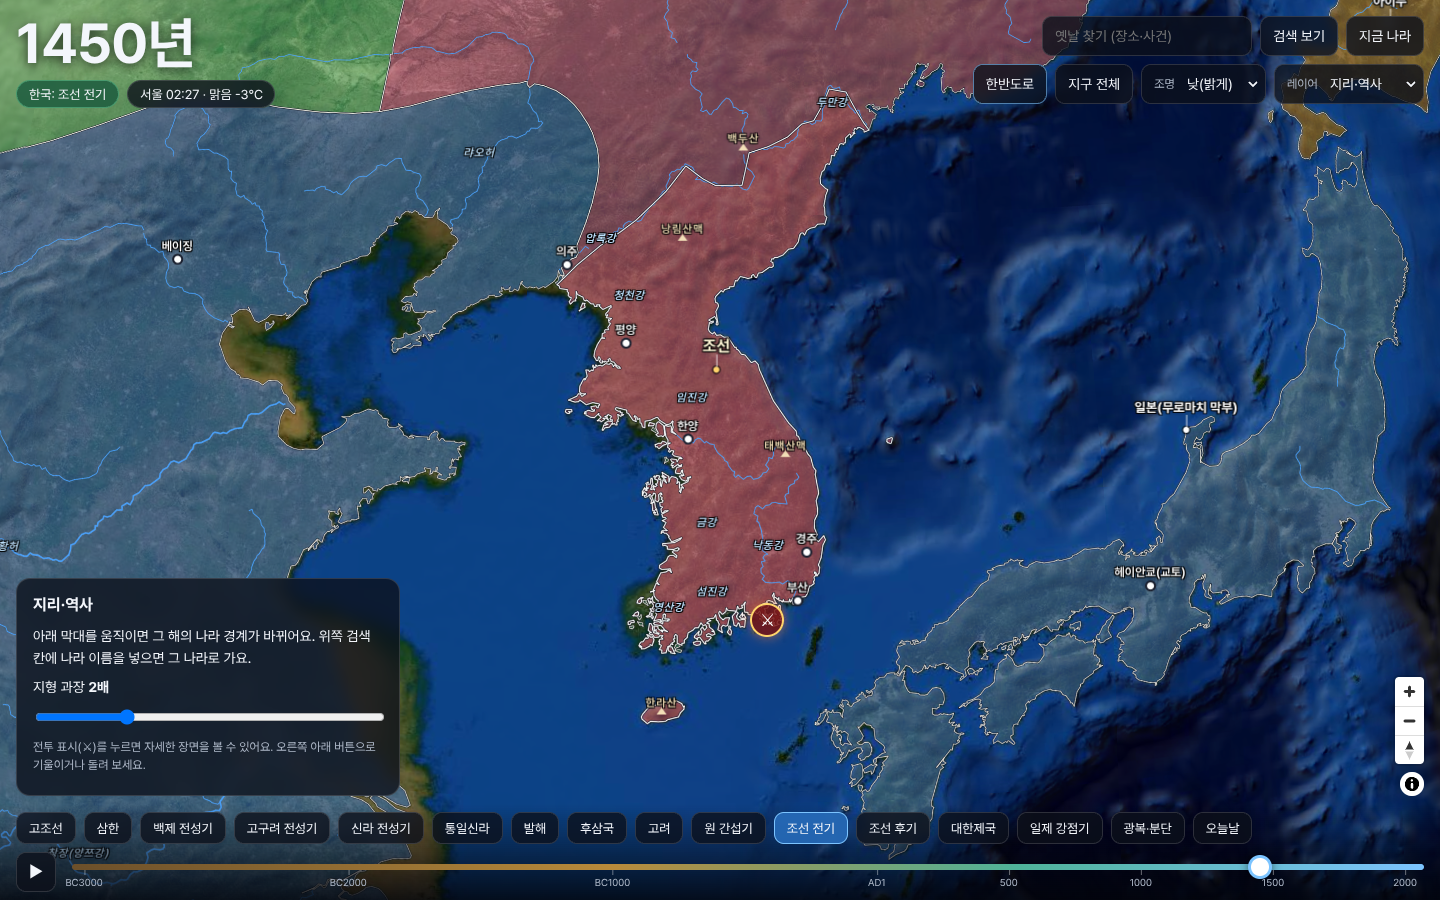 1450년
한국: 조선 전기
서울 02:27 · 맑음 -3°C
옛날 찾기 (장소·사건)
검색 보기
지금 나라
한반도로
지구 전체
조명 낮(밝게)
레이어 지리·역사
아이누
두만강
백두산
라오허
낭림산맥
압록강
베이징
의주
청천강
평양
조선
임진강
한양
태백산맥
일본(무로마치 막부)
금강
낙동강
경주
황허
헤이안쿄(교토)
섬진강
부산
영산강
한라산
지리·역사
아래 막대를 움직이면 그 해의 나라 경계가 바뀌어요. 위쪽 검색
칸에 나라 이름을 넣으면 그 나라로 가요.
지형 과장 2배
전투 표시(⚔)를 누르면 자세한 장면을 볼 수 있어요. 오른쪽 아래 버튼으로
기울이거나 돌려 보세요.
고조선
삼한
백제 전성기
고구려 전성기
신라 전성기
통일신라
발해
후삼국
고려
원 간섭기
조선 전기
조선 후기
대한제국
일제 강점기
광복·분단
오늘날
BC3000
BC2000
BC1000
AD1
500
1000
1500
2000